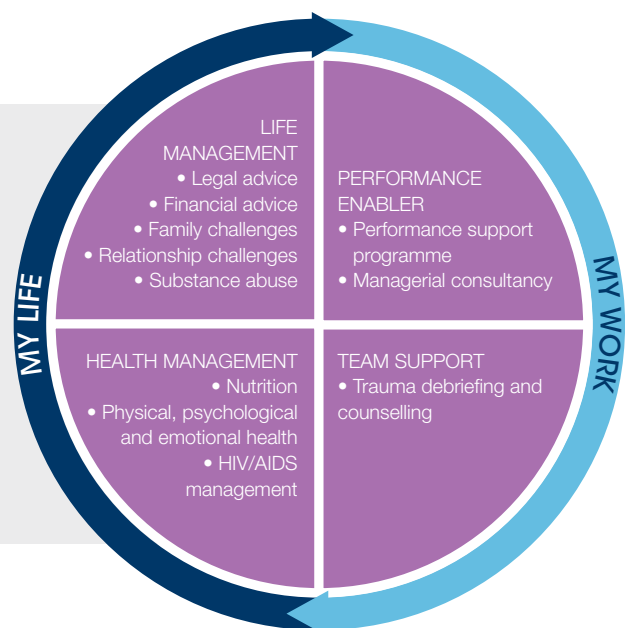 MY LIFE
LIFE
MANAGEMENT
• Legal advice
• Financial advice
• Family challenges
• Relationship challenges
• Substance abuse
HEALTH MANAGEMENT
• Nutrition
• Physical, psychological
and emotional health
• HIV/AIDS
management
PERFORMANCE
ENABLER
• Performance support
programme
• Managerial consultancy
TEAM SUPPORT
• Trauma debriefing and
counselling
MY WORK